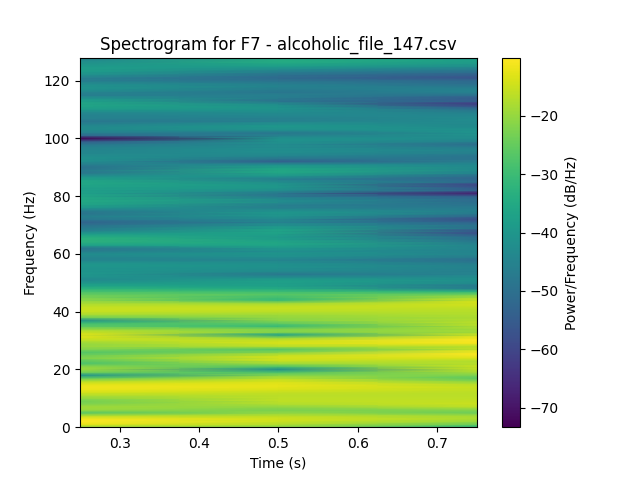 Spectrogram for F7 - alcoholic_file_147.csv
120
100
80
60
40
20
0
Frequency (Hz)
0.3 0.4 0.5 0.6 0.7
Time (s)
−20
−30
−40
−50
−60
−70
Power/Frequency (dB/Hz)